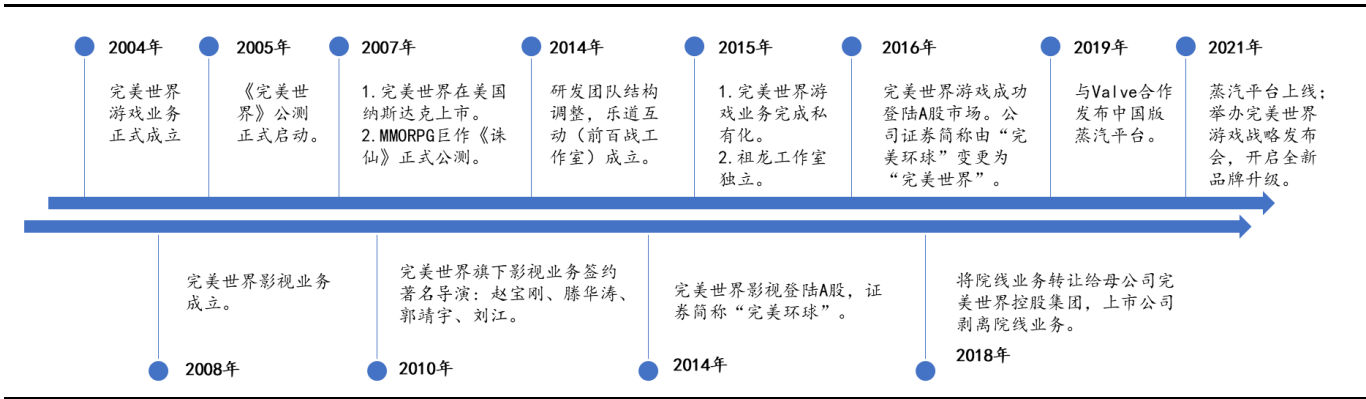 2004年
完美世界
游戏业务
正式成立
2005年
《完美世
界》公测
正式启动。
2007年
1.完美世界在美国
纳斯达克上市。
2.MMORPG巨作《诛
仙》正式公测。
2014年
研发团队结构
调整，乐道互
动（前百战工
作室）成立。
2015年
1.完美世界游
戏业务完成私
有化。
2.祖龙工作室
独立。
2016年
完美世界游戏成功
登陆A股市场。公
司证券简称由“完
美环球”变更为
“完美世界”。
2019年
与Valve合作
发布中国版
蒸汽平台。
2021年
蒸汽平台上线；
举办完美世界
游戏战略发布
会，开启全新
品牌升级。
完美世界影视业务
成立。
2008年
完美世界旗下影视业务签约
著名导演：赵宝刚、滕华涛、
郭靖宇、刘江。
2010年
完美世界影视登陆A股，证
券简称“完美环球”。
2014年
将院线业务转让给母公司完
美世界控股集团，上市公司
剥离院线业务。
2018年